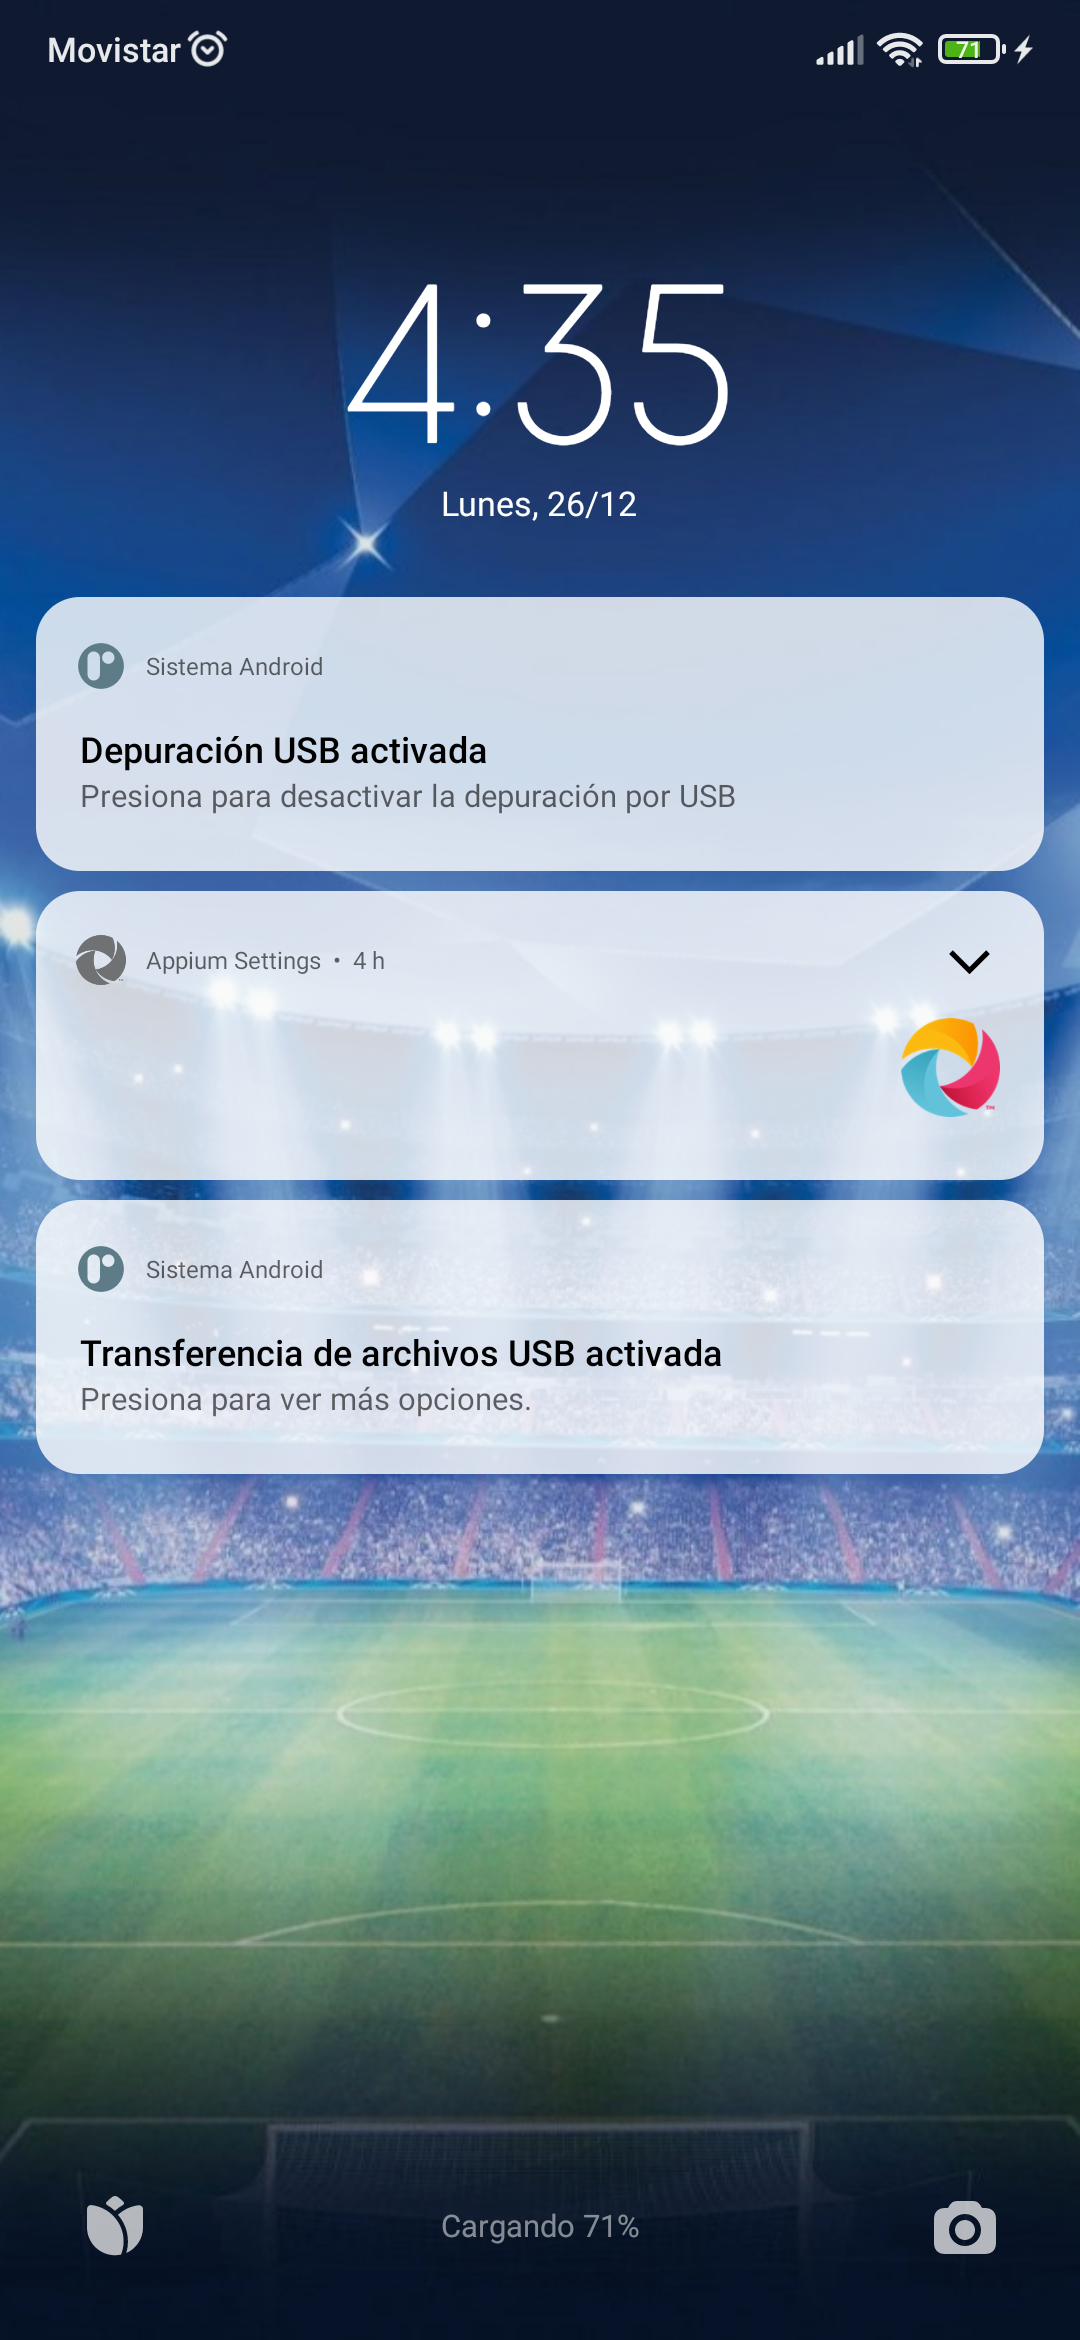 Movistar 71
4:35
Lunes, 26/12
Sistema Android
Depuración USB activada
Presiona para desactivar la depuración por USB
Appium Settings • 4 h
Sistema Android
Transferencia de archivos USB activada
Presiona para ver más opciones.
Cargando 71%